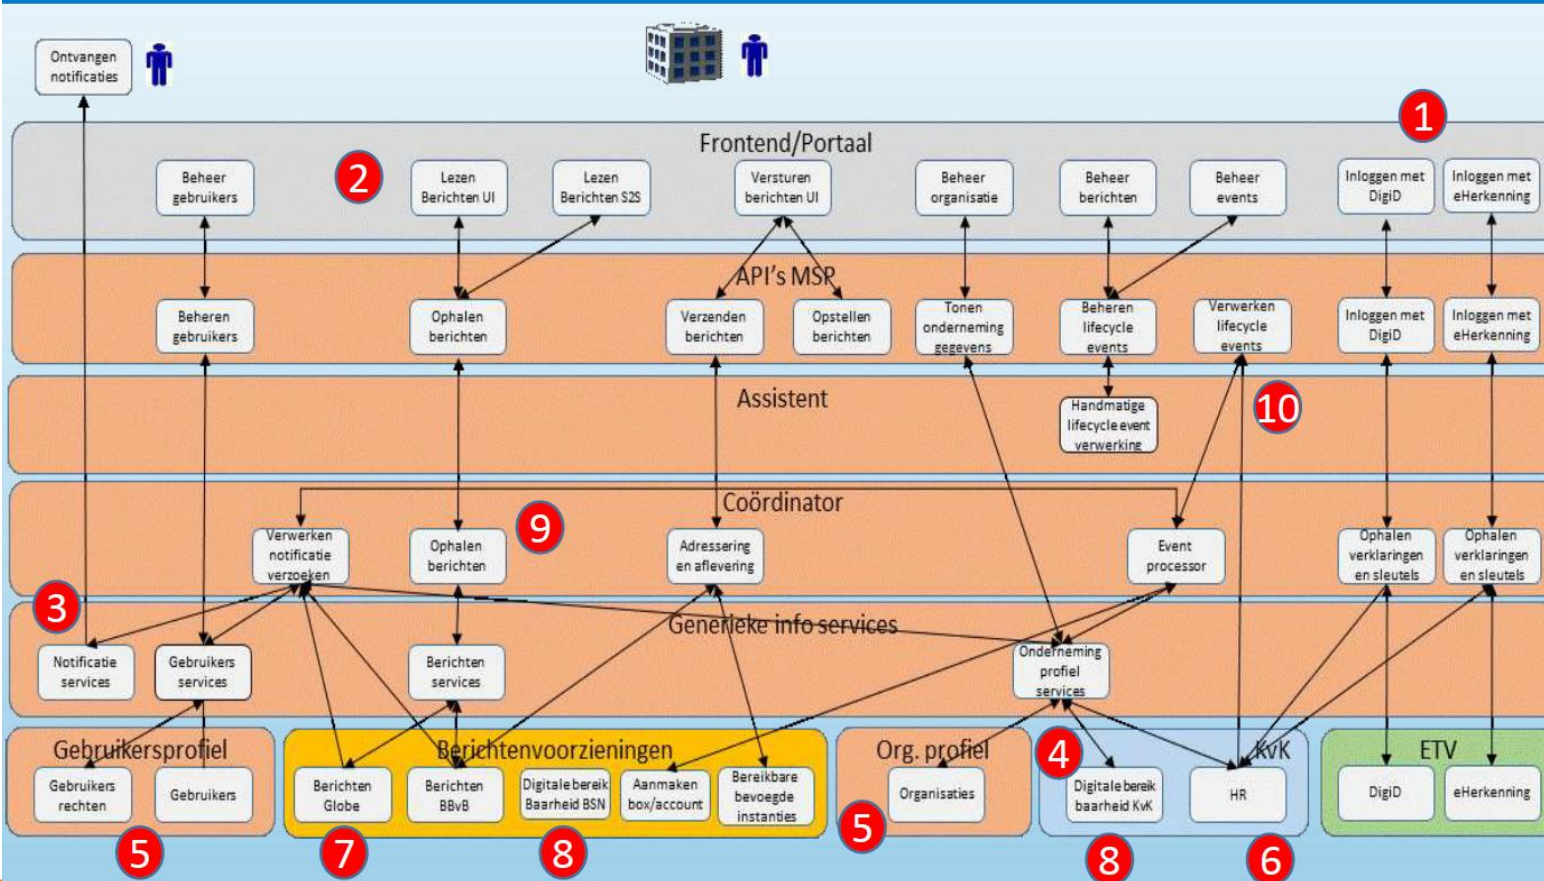 Ontvangen
notificaties
1
Frontend/Portaal
2
Beheer
gebruikers
Lezen
Berichten UI
Lezen
Berichten S2S
Versturen
berichten UI
Beheer
organisatie
Beheer
berichten
Beheer
events
Inloggen met
DigiD
Inloggen met
eHerkenning
API's MSP
Beheren
gebruikers
Ophalen
berichten
Verzenden
berichten
Opstellen
berichten
Tonen
onderneming
gegevens
Beheren
lifecycle
events
Verwerken
lifecycle
events
Inloggen met
DigiD
Inloggen met
eHerkenning
Assistent
Handmatige
lifecycle event
verwerking
10
Coördinator
9
Verwerken
notificatie
verzoeken
Ophalen
berichten
Adressering
en aflevering
Event
processor
Ophalen
verklaringen
en sleutels
Ophalen
verklaringen
en sleutels
3
Generieke info services
Notificatie
services
Gebruikers
services
Berichten
services
Onderneming
profiel
services
Gebruikersprofiel
Gebruikers
rechten
Gebruikers
5
Berichtenvoorzieningen
Berichten
Globe
Berichten
BBvB
Digitale bereik
Baarheid BSN
Aanmaken
box/account
Bereikbare
bevoegde
instanties
7
8
Org. profiel
Organisaties
5
4
KvK
Digitale bereik
baarheid KvK
HR
8
6
ETV
DigiD
eHerkenning